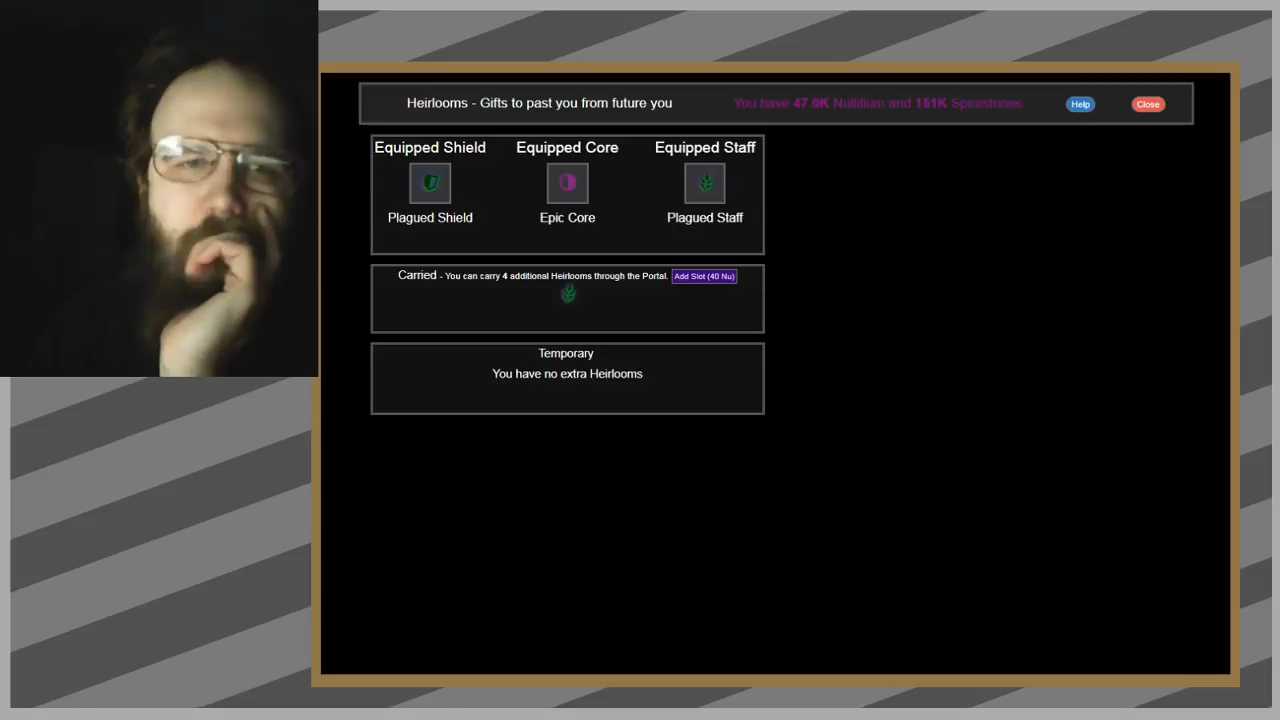 Heirlooms - Gifts to past you from future you
You have 47.0K Nullifium and 151K Spirestones
Help
Close
Equipped Shield
Equipped Core
Equipped Staff
Plagued Shield
Epic Core
Plagued Staff
Carried - You can carry 4 additional Heirlooms through the Portal.
Add Slot (40 Nu)
Temporary
You have no extra Heirlooms